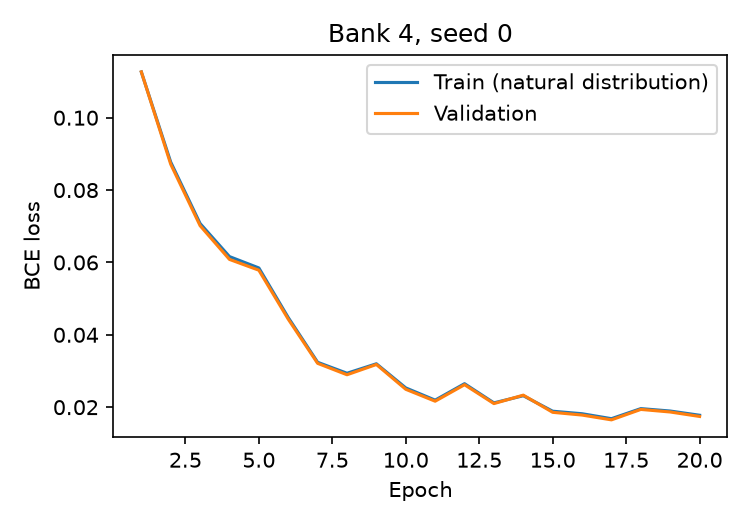 Bank 4, seed 0
Train (natural distribution)
Validation
BCE loss
0.10
0.08
0.06
0.04
0.02
2.5 5.0 7.5 10.0 12.5 15.0 17.5 20.0
Epoch